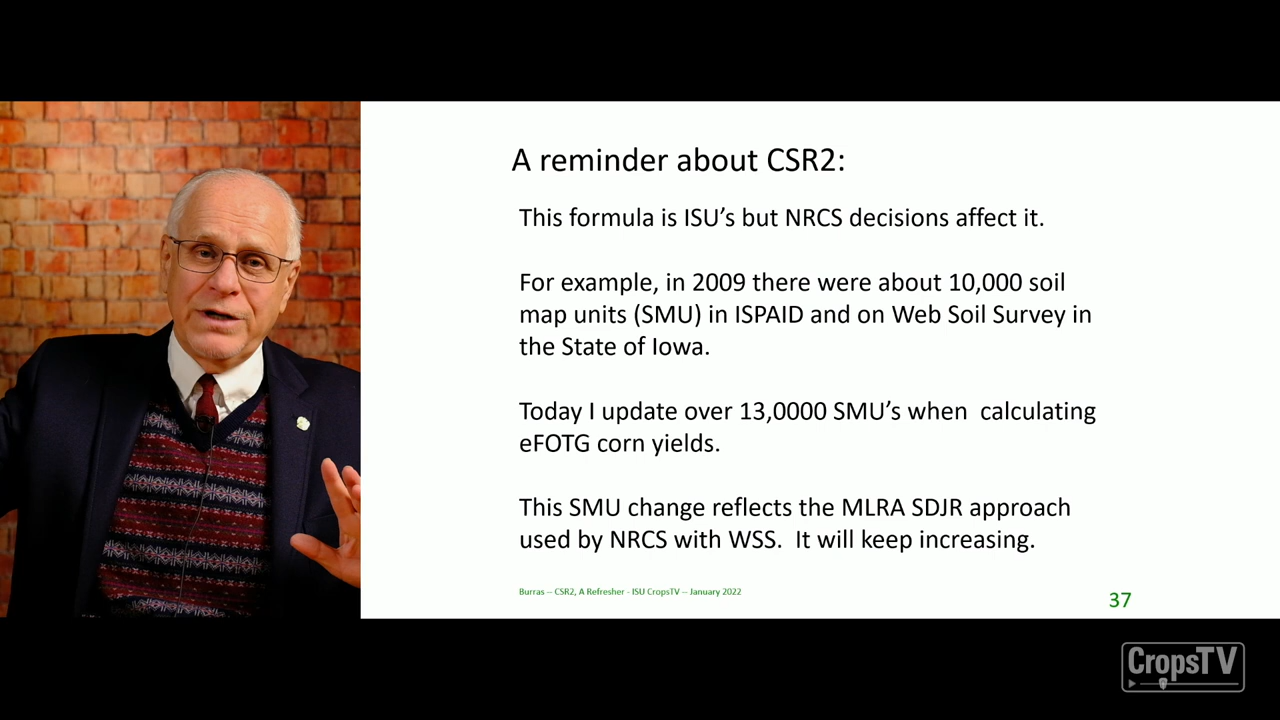 A reminder about CSR2:
This formula is ISU's but NRCS decisions affect it.
For example, in 2009 there were about 10,000 soil
map units (SMU) in ISPAID and on Web Soil Survey in
the State of Iowa.
Today I update over 13,0000 SMU's when  calculating
eFOTG corn yields.
This SMU change reflects the MLRA SDJR approach
used by NRCS with WSS.  It will keep increasing.
Burras -- CSR2, A Refresher - ISU CropsTV -- January 2022
37
CropsTV